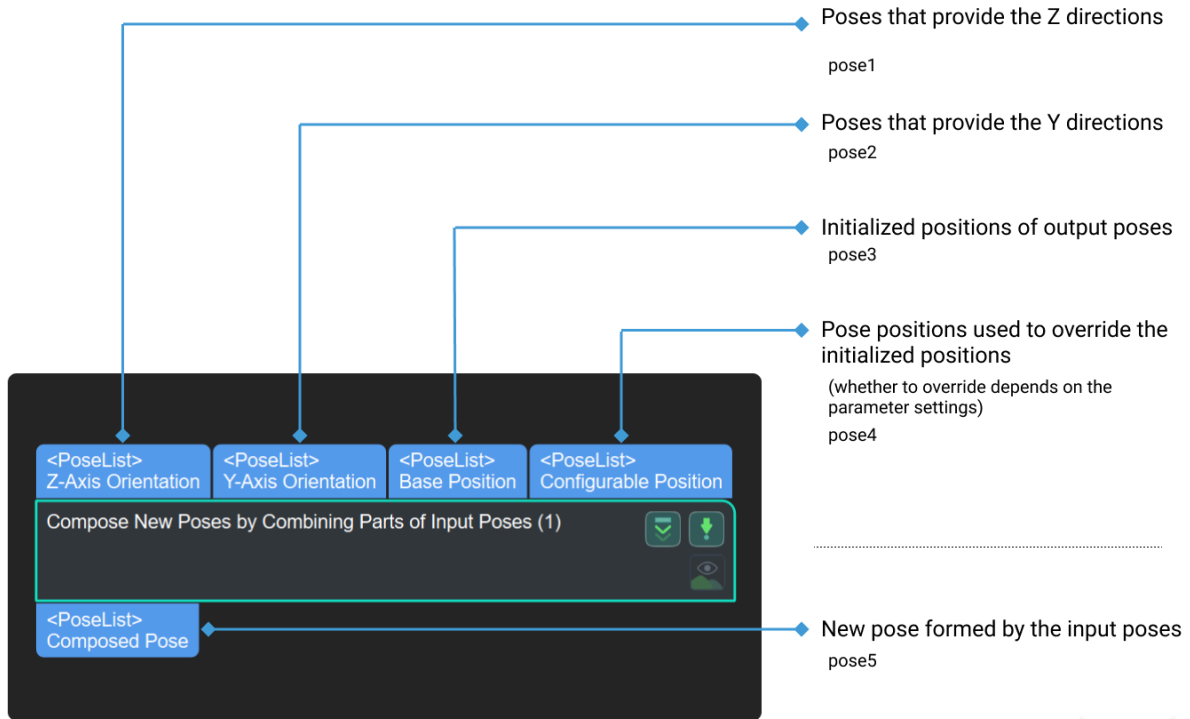 Poses that provide the Z directions
pose1
Poses that provide the Y directions
pose2
Initialized positions of output poses
pose3
Pose positions used to override the
initialized positions
(whether to override depends on the
parameter settings)
pose4
<PoseList>
Z-Axis Orientation
<PoseList>
Y-Axis Orientation
<PoseList>
Base Position
<PoseList>
Configurable Position
Compose New Poses by Combining Parts of Input Poses (1)
<PoseList>
Composed Pose
New pose formed by the input poses
pose5